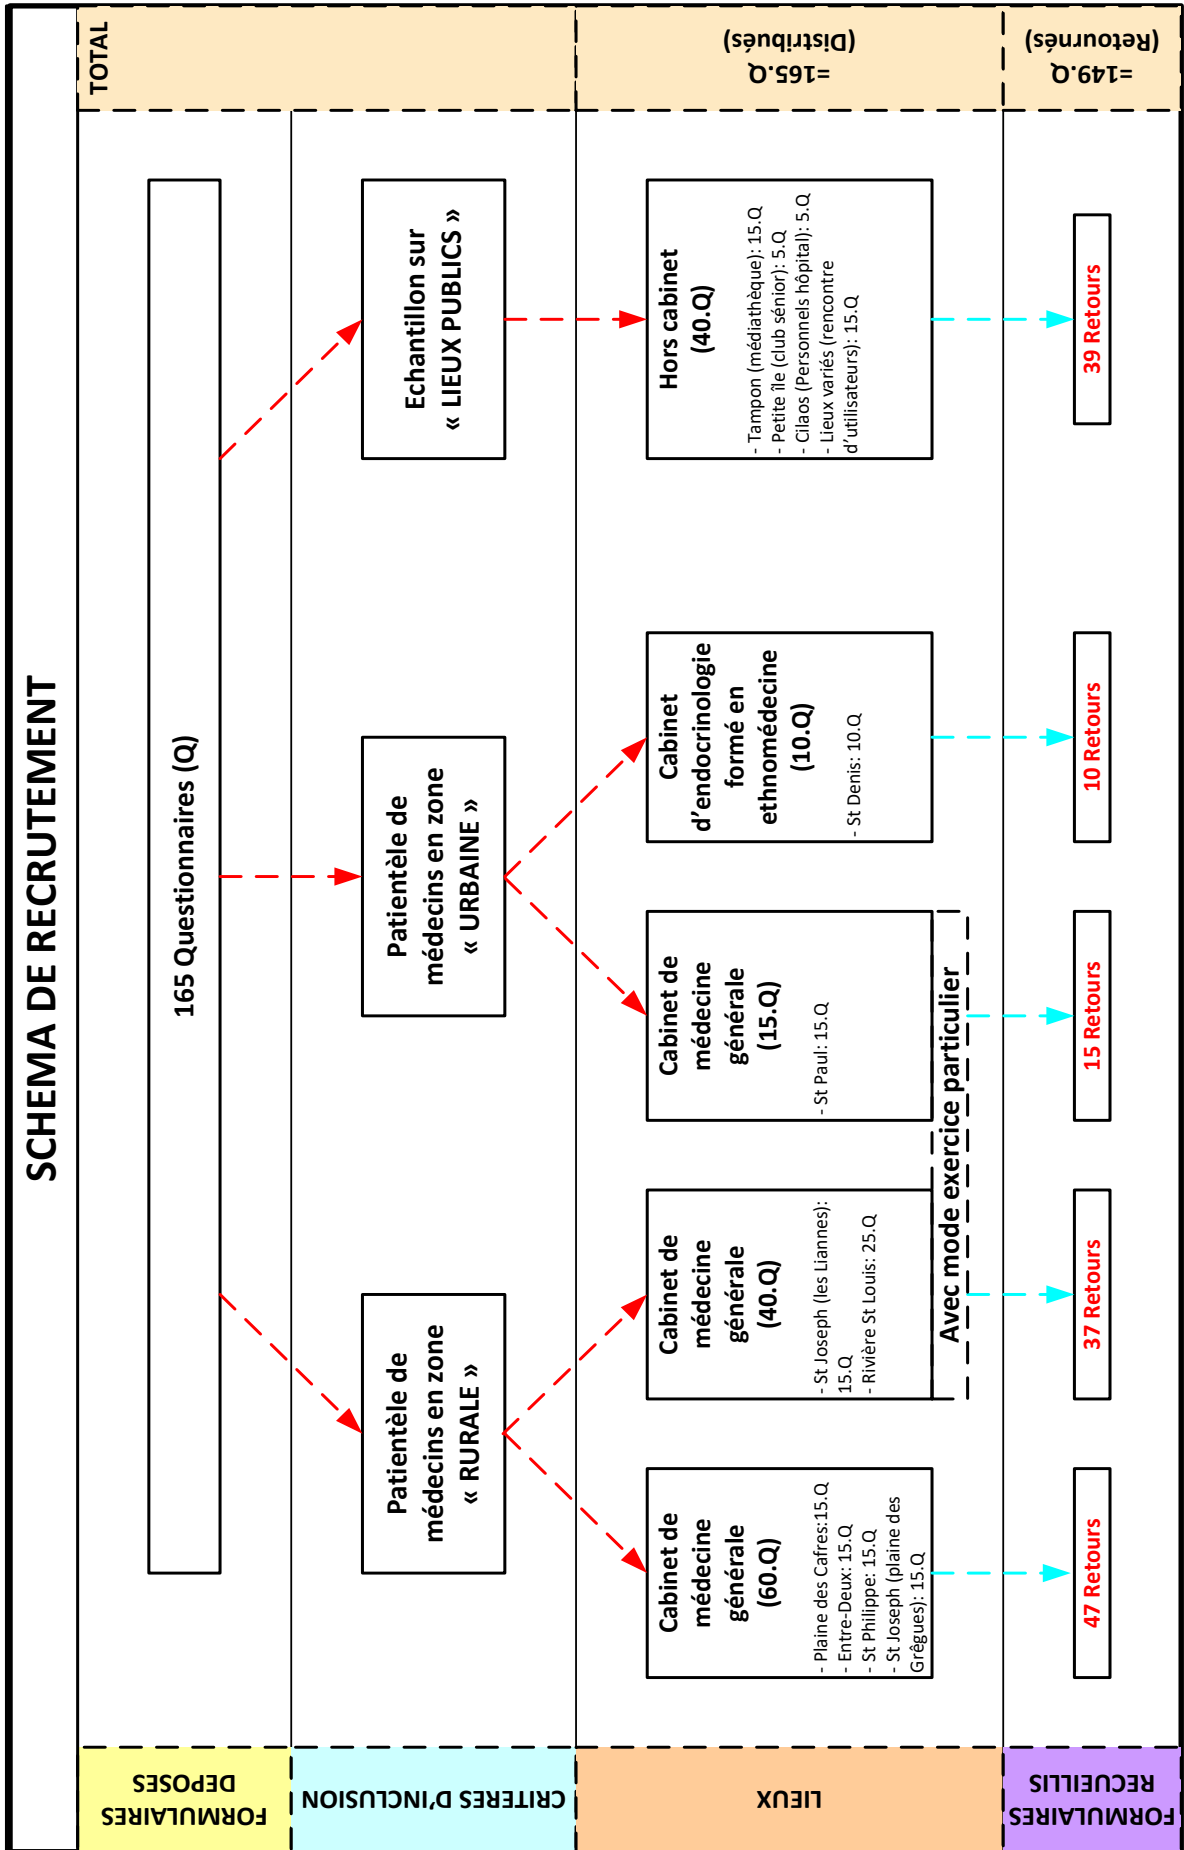 SCHEMA DE RECRUTEMENT
FORMULAIRES
DEPOSES
165 Questionnaires (Q)
TOTAL
CRITERES D'INCLUSION
Patientèle de
médecins en zone
« RURALE »
Patientèle de
médecins en zone
« URBAINE »
Echantillon sur
« LIEUX PUBLICS »
LIEUX
Cabinet de
médecine
générale
(60.Q)
- Plaine des Cafres:15.Q
- Entre-Deux: 15.Q
- St Philippe: 15.Q
- St Joseph (plaine des
Grêgues): 15.Q
Cabinet de
médecine
générale
(40.Q)
- St Joseph (les Liannes):
15.Q
- Rivière St Louis: 25.Q
Cabinet de
médecine
générale
(15.Q)
- St Paul: 15.Q
Avec mode exercice particulier
Cabinet
d'endocrinologie
formé en
ethnomédecine
(10.Q)
- St Denis: 10.Q
Hors cabinet
(40.Q)
- Tampon (médiathèque): 15.Q
- Petite île (club sénior): 5.Q
- Cilaos (Personnels hôpital): 5.Q
- Lieux variés (rencontre
d'utilisateurs): 15.Q
=165.Q
(Distribués)
FORMULAIRES
RECUEILLIS
47 Retours
37 Retours
15 Retours
10 Retours
39 Retours
=149.Q
(Retournés)